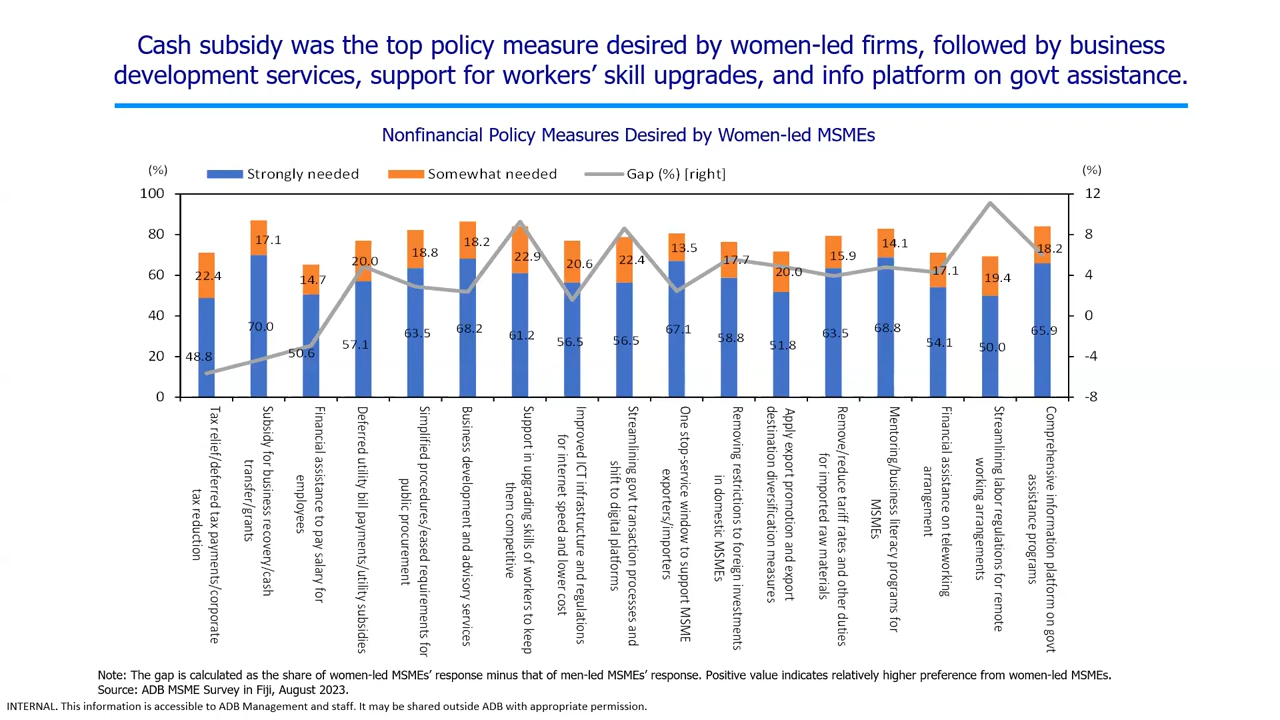 Cash subsidy was the top policy measure desired by women-led firms, followed by business
development services, support for workers’ skill upgrades, and info platform on govt assistance.
Nonfinancial Policy Measures Desired by Women-led MSMEs
(%)
Strongly needed
Somewhat needed
Gap (%) [right]
(%)
100
80
60
40
20
0
12
8
4
0
-4
-8
22.4
17.1
14.7
20.0
18.8
18.2
22.9
20.6
22.4
13.5
17.7
20.0
15.9
14.1
17.1
19.4
18.2
48.8
70.0
50.6
57.1
63.5
68.2
61.2
56.5
56.5
67.1
58.8
51.8
63.5
68.8
54.1
50.0
65.9
Tax relief/deferred tax payments/corporate
tax reduction
Subsidy for business recovery/cash
transfer/grants
Financial assistance to pay salary for
employees
Deferred utility bill payments/utility subsidies
Simplified procedures/eased requirements for
public procurement
Business development and advisory services
Support in upgrading skills of workers to keep
them competitive
Improved ICT infrastructure and regulations
for internet speed and lower cost
Streamlining govt transaction processes and
shift to digital platforms
One stop-service window to support MSME
exporters/importers
Removing restrictions to foreign investments
in domestic MSMEs
Apply export promotion and export
destination diversification measures
Remove/reduce tariff rates and other duties
for imported raw materials
Mentoring/business literacy programs for
MSMEs
Financial assistance on teleworking
arrangement
Streamlining labor regulations for remote
working arrangements
Comprehensive information platform on govt
assistance programs
Note: The gap is calculated as the share of women-led MSMEs’ response minus that of men-led MSMEs’ response. Positive value indicates relatively higher preference from women-led MSMEs.
Source: ADB MSME Survey in Fiji, August 2023.
INTERNAL. This information is accessible to ADB Management and staff. It may be shared outside ADB with appropriate permission.